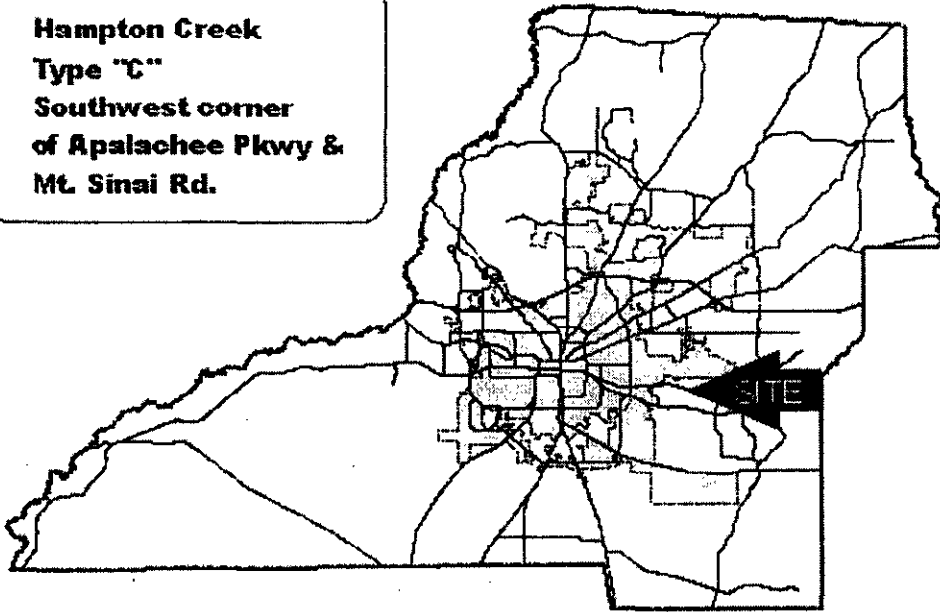 Hampton Creek
Type "C"
Southwest corner
of Apalachee Pkwy &
Mt. Sinai Rd.
SITE